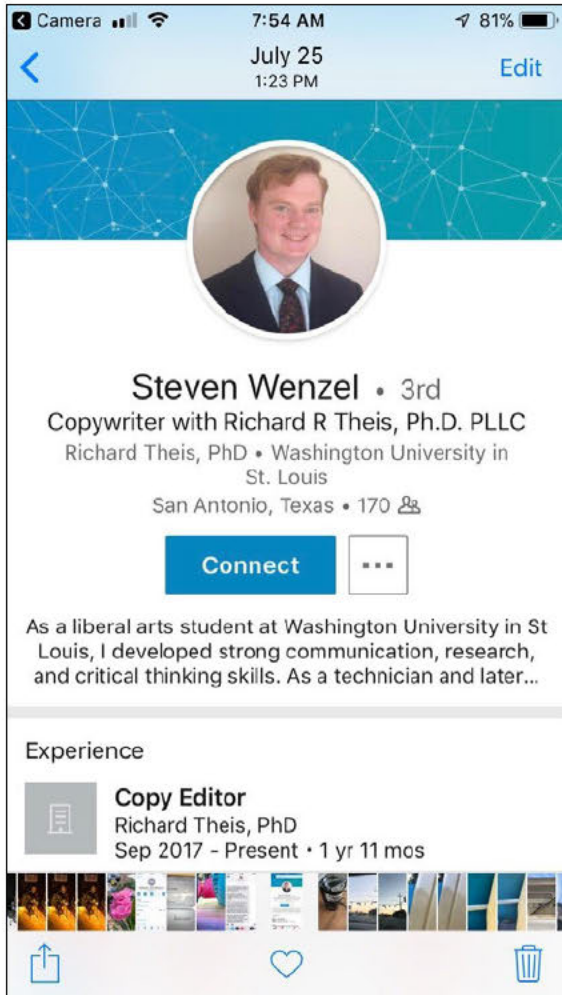 Camera
7:54 AM
81%
July 25
1:23 PM
Edit
Steven Wenzel • 3rd
Copywriter with Richard R Theis, Ph.D. PLLC
Richard Theis, PhD • Washington University in
St. Louis
San Antonio, Texas • 170
Connect
...
As a liberal arts student at Washington University in St
Louis, I developed strong communication, research,
and critical thinking skills. As a technician and later...
Experience
Copy Editor
Richard Theis, PhD
Sep 2017 - Present • 1 yr 11 mos